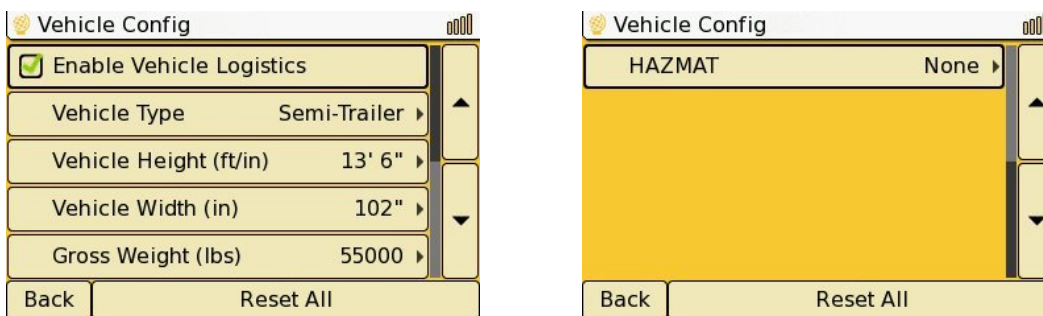 Vehicle Config
Enable Vehicle Logistics
Vehicle Type Semi-Trailer
Vehicle Height (ft/in) 13' 6"
Vehicle Width (in) 102"
Gross Weight (lbs) 55000
Back Reset All
Vehicle Config
HAZMAT None
Back Reset All